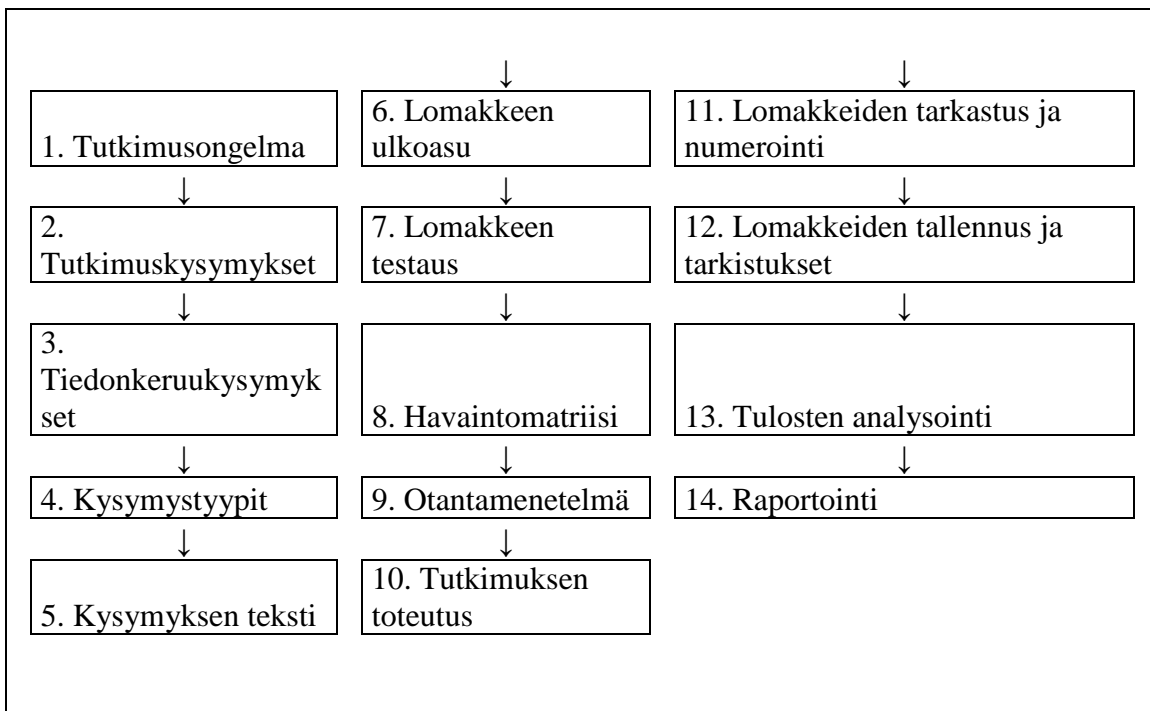 1. Tutkimusongelma
↓
2.
Tutkimuskysymykset
↓
3.
Tiedonkeruukysymyk
set
↓
4. Kysymystyypit
↓
5. Kysymyksen teksti
↓
6. Lomakkeen
ulkoasu
↓
7. Lomakkeen
testaus
↓
8. Havaintomatriisi
↓
9. Otantamenetelmä
↓
10. Tutkimuksen
toteutus
↓
11. Lomakkeiden tarkastus ja
numerointi
↓
12. Lomakkeiden tallennus ja
tarkistukset
↓
13. Tulosten analysointi
↓
14. Raportointi